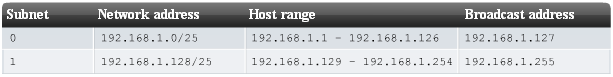 Subnet Network address Host range Broadcast address
0 192.168.1.0/25 192.168.1.1 - 192.168.1.126 192.168.1.127
1 192.168.1.128/25 192.168.1.129 - 192.168.1.254 192.168.1.255